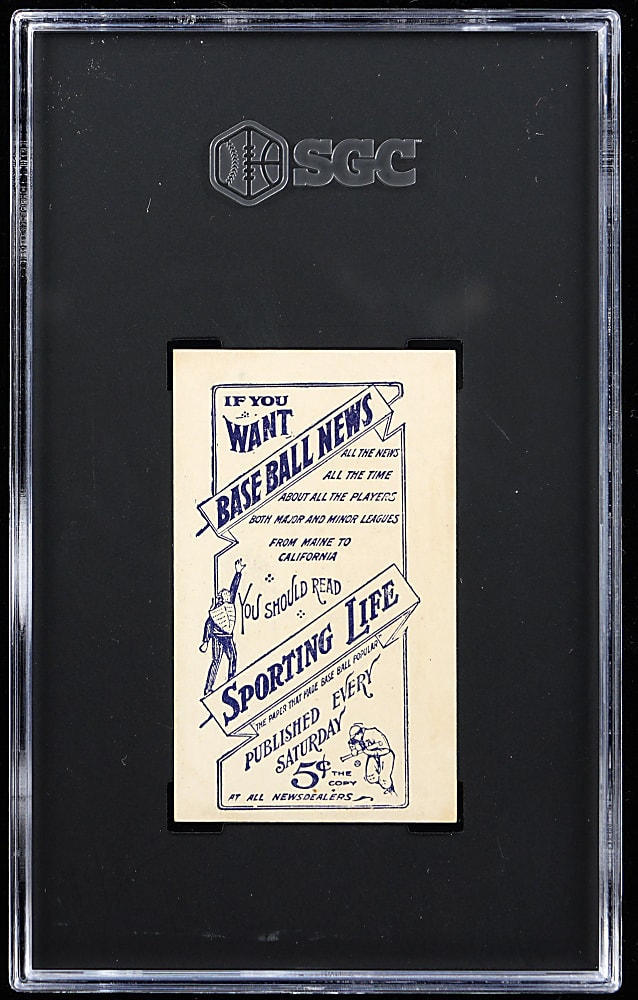 SGC
IF YOU
WANT
BASE BALL NEWS
ALL THE NEWS
ALL THE TIME
ABOUT ALL THE PLAYERS
BOTH MAJOR AND MINOR LEAGUES
FROM MAINE TO
CALIFORNIA
YOU SHOULD READ
SPORTING LIFE
"THE PAPER THAT MADE BASE BALL POPULAR"
PUBLISHED EVERY
SATURDAY
5¢ THE
COPY
AT ALL NEWSDEALERS